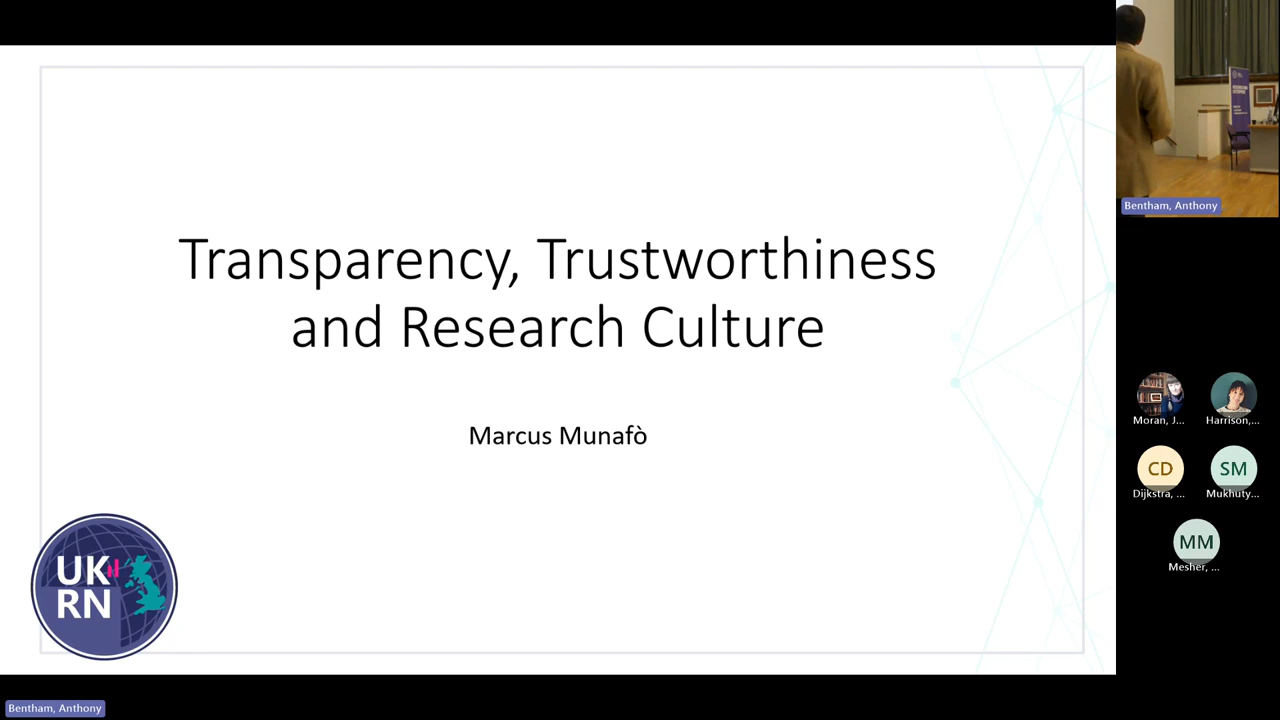 Transparency, Trustworthiness
and Research Culture
Marcus Munafò
UK
RN
Bentham, Anthony
Bentham, Anthony
Moran, J...
Harrison,...
CD
Dijkstra, ...
SM
Mukhuty...
MM
Mesher, ...